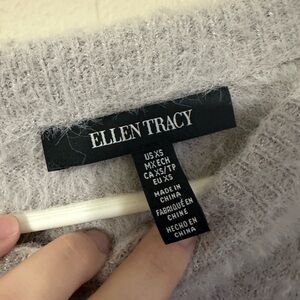 ELLEN TRACY
US XS
MX ECH
CA XS/TP
EU XS
MADE IN
CHINA
FABRIQUÉ EN
CHINE
HECHO EN
CHINA